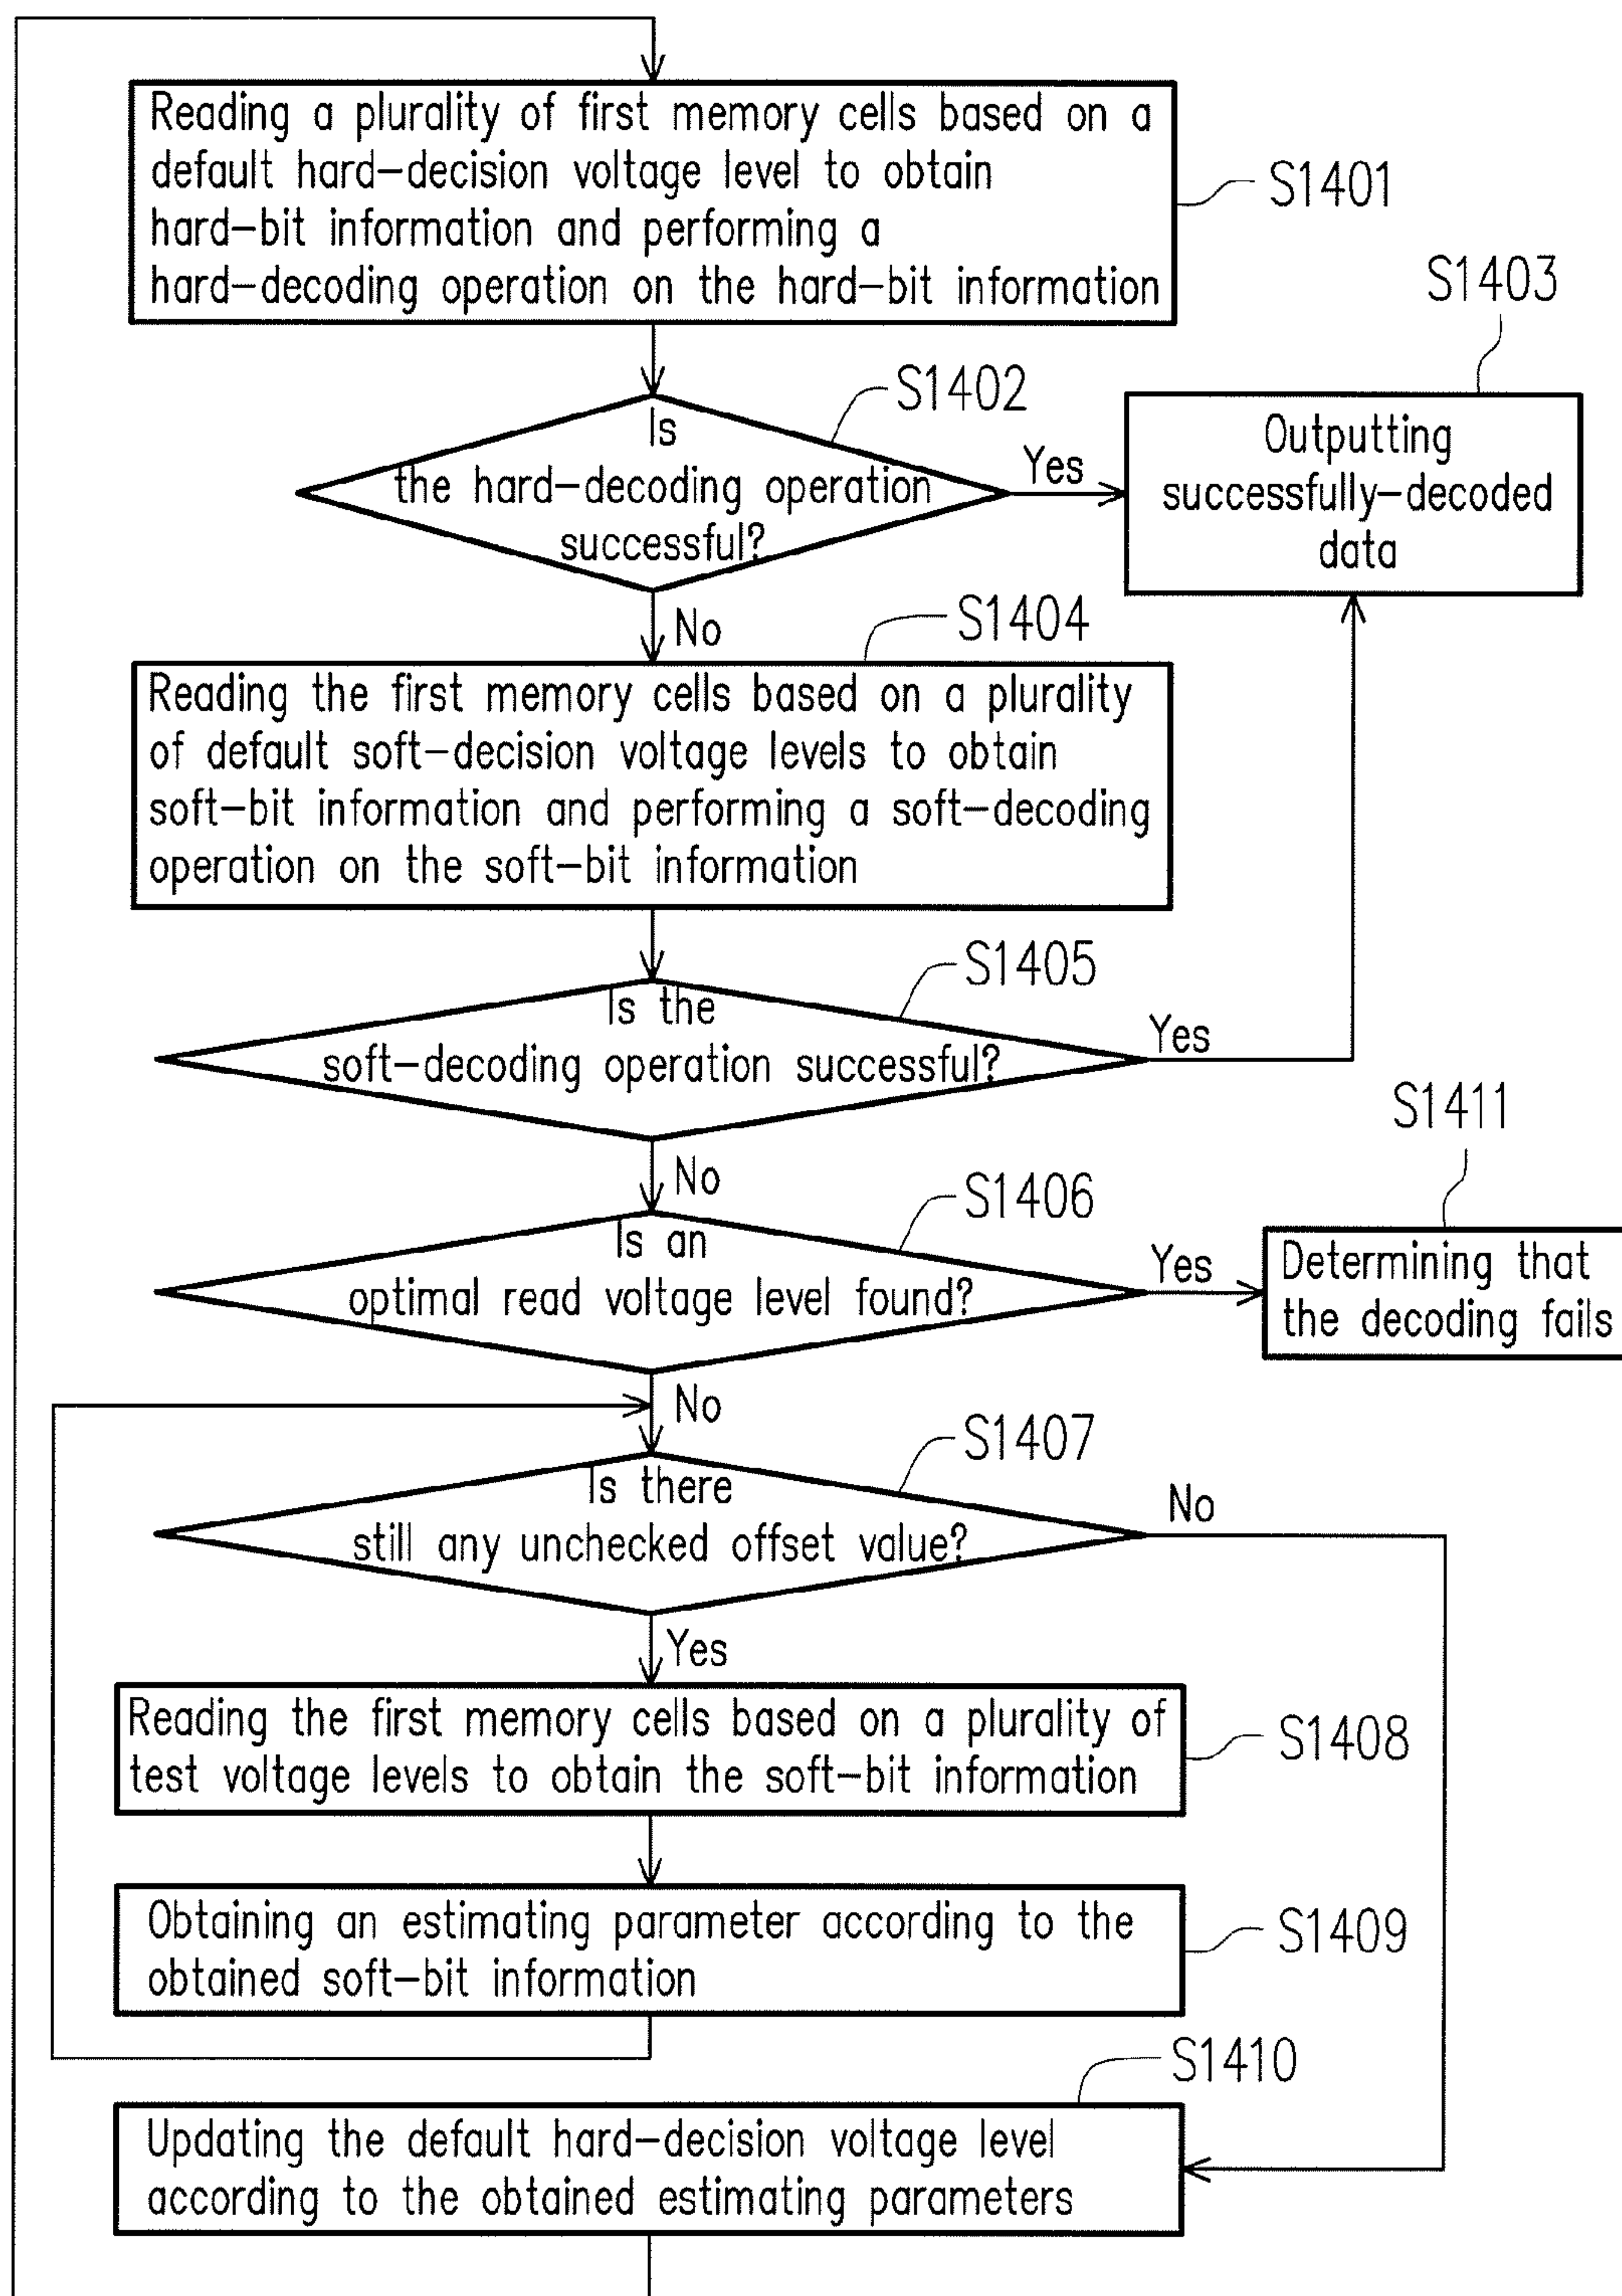 Reading a plurality of first memory cells based on a
default hard-decision voltage level to obtain
hard-bit information and performing a
hard-decoding operation on the hard-bit information
S1401
S1403
S1402
Is
the hard-decoding operation
successful?
Yes
Outputting
successfully-decoded
data
No
S1404
Reading the first memory cells based on a plurality
of default soft-decision voltage levels to obtain
soft-bit information and performing a soft-decoding
operation on the soft-bit information
S1405
Is the
soft-decoding operation successful?
Yes
S1411
No
S1406
Is an
optimal read voltage level found?
Yes
Determining that
the decoding fails
No
S1407
Is there
still any unchecked offset value?
No
Yes
Reading the first memory cells based on a plurality of
test voltage levels to obtain the soft-bit information
S1408
Obtaining an estimating parameter according to the
obtained soft-bit information
S1409
S1410
Updating the default hard-decision voltage level
according to the obtained estimating parameters